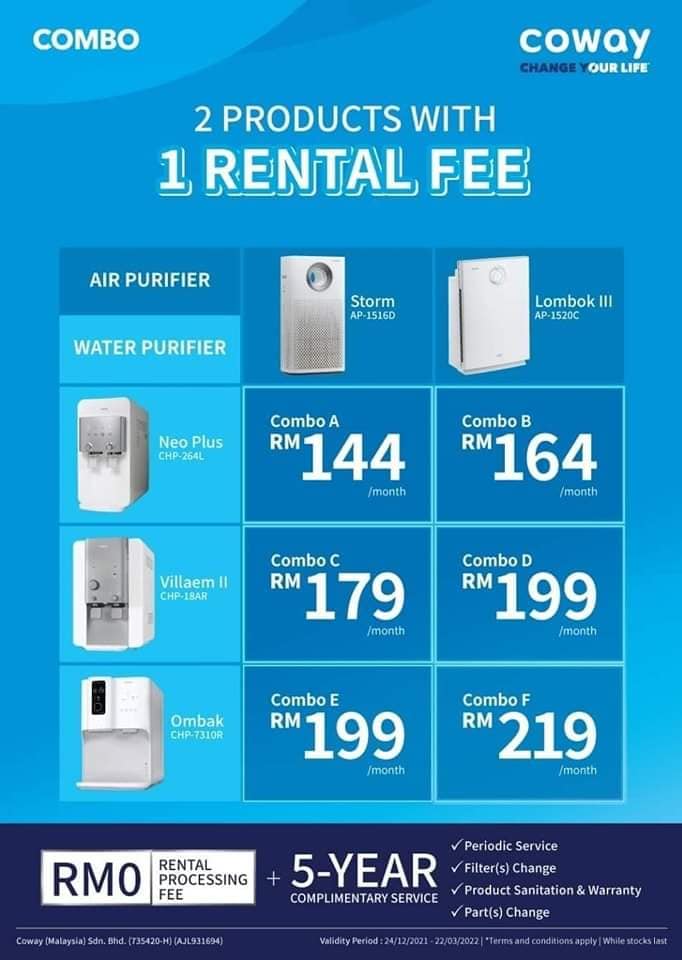 COMBO
coway
CHANGE YOUR LIFE
2 PRODUCTS WITH
1 RENTAL FEE
AIR PURIFIER
WATER PURIFIER
Storm
AP-1516D
Lombok III
AP-1520C
Neo Plus
CHP-264L
Combo A
RM144
/month
Combo B
RM164
/month
Villaem II
CHP-18AR
Combo C
RM179
/month
Combo D
RM199
/month
Ombak
CHP-7310R
Combo E
RM199
/month
Combo F
RM219
/month
RM0
RENTAL
PROCESSING
FEE
+
5-YEAR
COMPLIMENTARY SERVICE
✓Periodic Service
✓Filter(s) Change
✓Product Sanitation & Warranty
✓Part(s) Change
Coway (Malaysia) Sdn. Bhd. (735420-H) (AJL931694)
Validity Period : 24/12/2021 - 22/03/2022 | *Terms and conditions apply | While stocks last